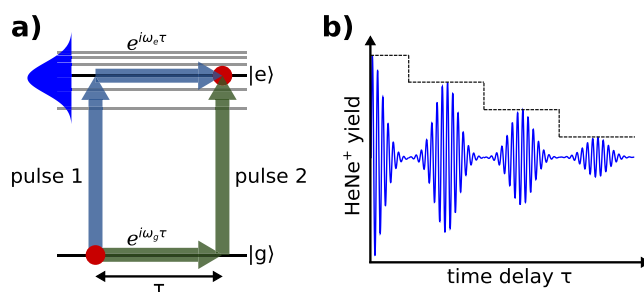 a)
e^{iω_e τ}
|e⟩
pulse 1
pulse 2
e^{iω_g τ}
|g⟩
τ
b)
HeNe⁺ yield
time delay τ